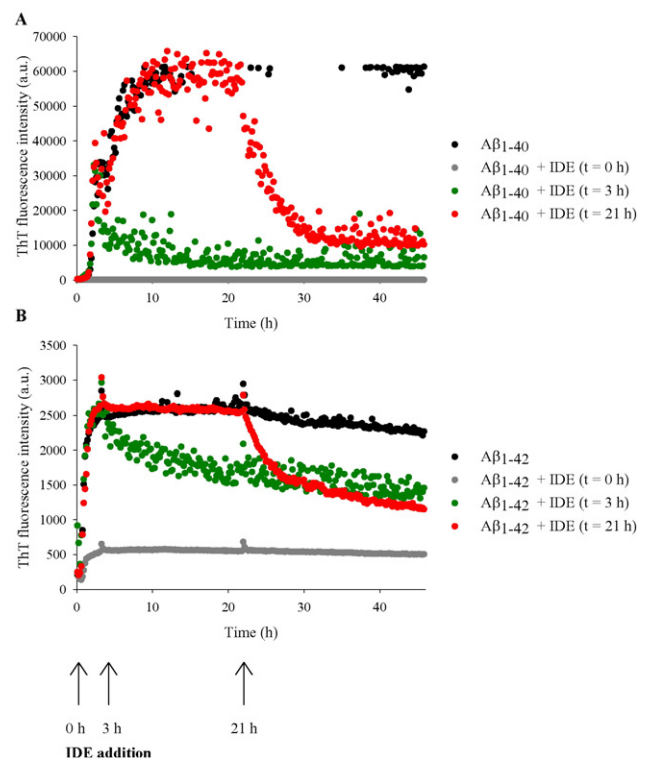 A
ThT fluorescence intensity (a.u.)
70000
60000
50000
40000
30000
20000
10000
0
0 10 20 30 40
Time (h)
Aβ1-40
Aβ1-40 + IDE (t = 0 h)
Aβ1-40 + IDE (t = 3 h)
Aβ1-40 + IDE (t = 21 h)
B
ThT fluorescence intensity (a.u.)
3500
3000
2500
2000
1500
1000
500
0
0 10 20 30 40
Time (h)
Aβ1-42
Aβ1-42 + IDE (t = 0 h)
Aβ1-42 + IDE (t = 3 h)
Aβ1-42 + IDE (t = 21 h)
0 h 3 h 21 h
IDE addition